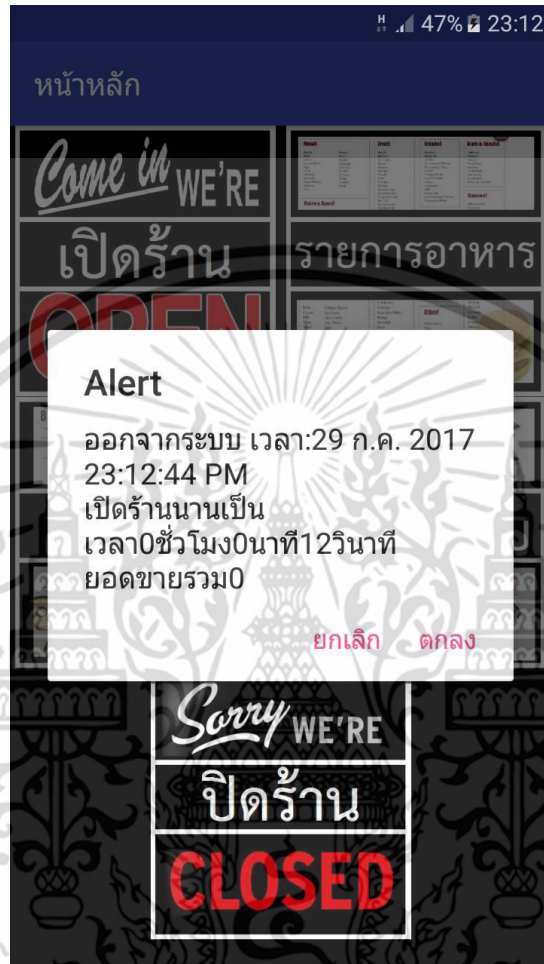 H 47% 23:12
หน้าหลัก
Come in WE'RE
เปิดร้าน
OPEN
รายการอาหาร
Alert
ออกจากระบบ เวลา:29 ก.ค. 2017
23:12:44 PM
เปิดร้านนานเป็น
เวลา0ชั่วโมง0นาที12วินาที
ยอดขายรวม0
ยกเลิก ตกลง
Sorry WE'RE
ปิดร้าน
CLOSED